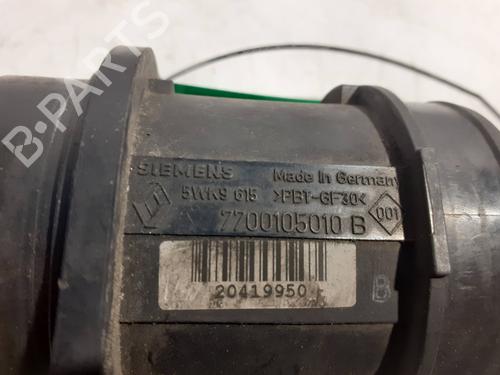 B-PARTS
SIEMENS Made in Germany
5WK9 615 >PBT-GF30<
7700105010 B 001
20419950
B